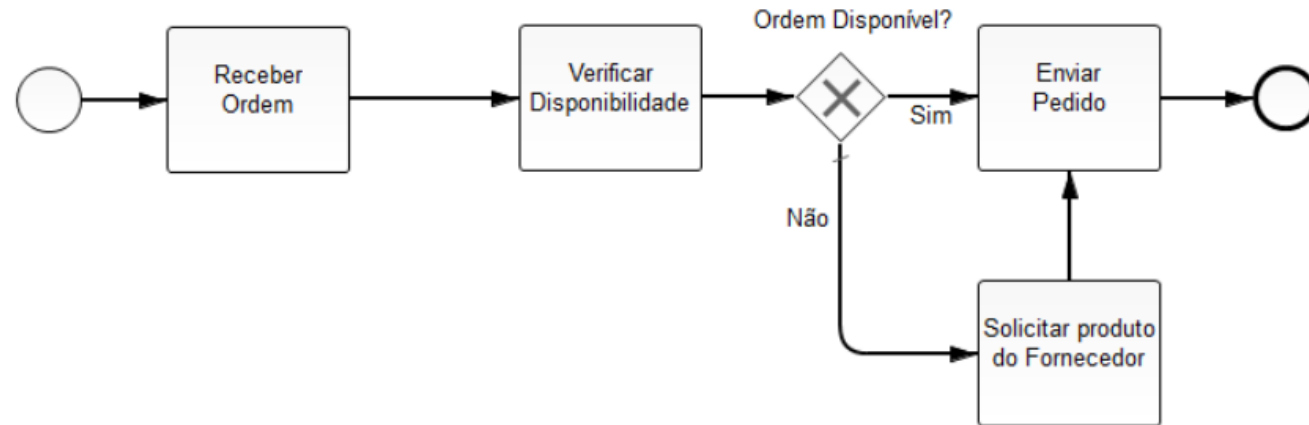 Ordem Disponível?
Receber
Ordem
Verificar
Disponibilidade
Enviar
Pedido
Sim
Não
Solicitar produto
do Fornecedor